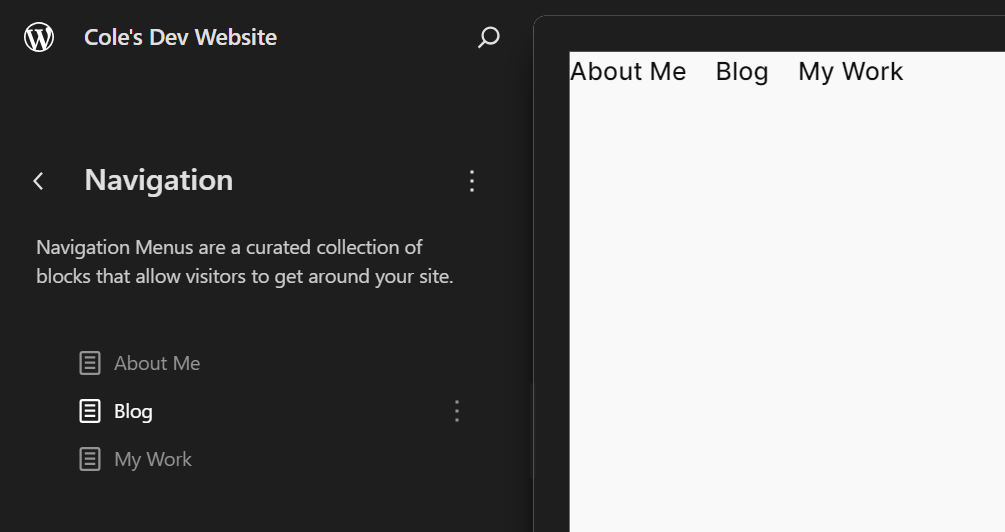 Cole's Dev Website
Navigation
Navigation Menus are a curated collection of
blocks that allow visitors to get around your site.
About Me
Blog
My Work
About Me Blog My Work